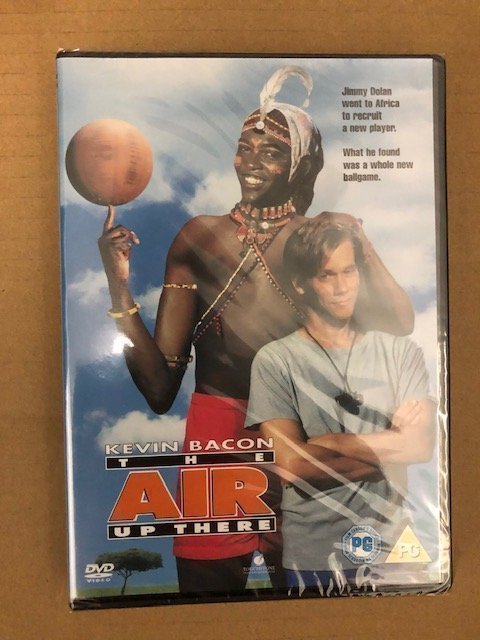 Jimmy Dolan
went to Africa
to recruit
a new player.
What he found
was a whole new
ballgame.
KEVIN BACON
THE
AIR
UP THERE
PG
PG
DVD
VIDEO
TOUCHSTONE